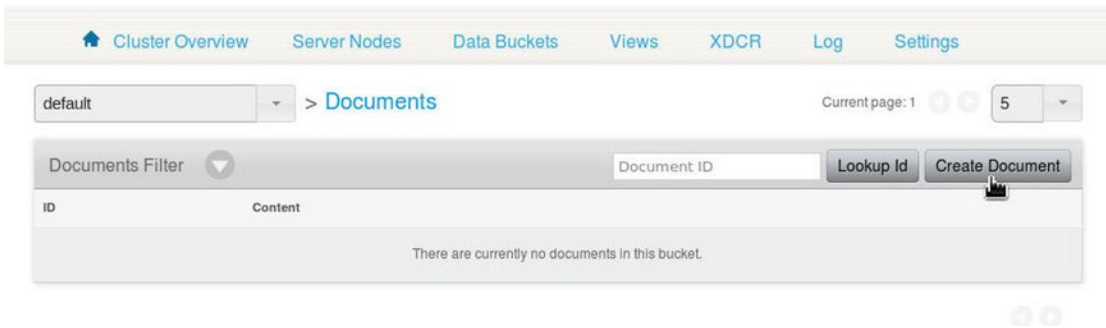 Cluster Overview Server Nodes Data Buckets Views XDCR Log Settings
default > Documents Current page: 1 5
Documents Filter Document ID Lookup Id Create Document
ID Content
There are currently no documents in this bucket.